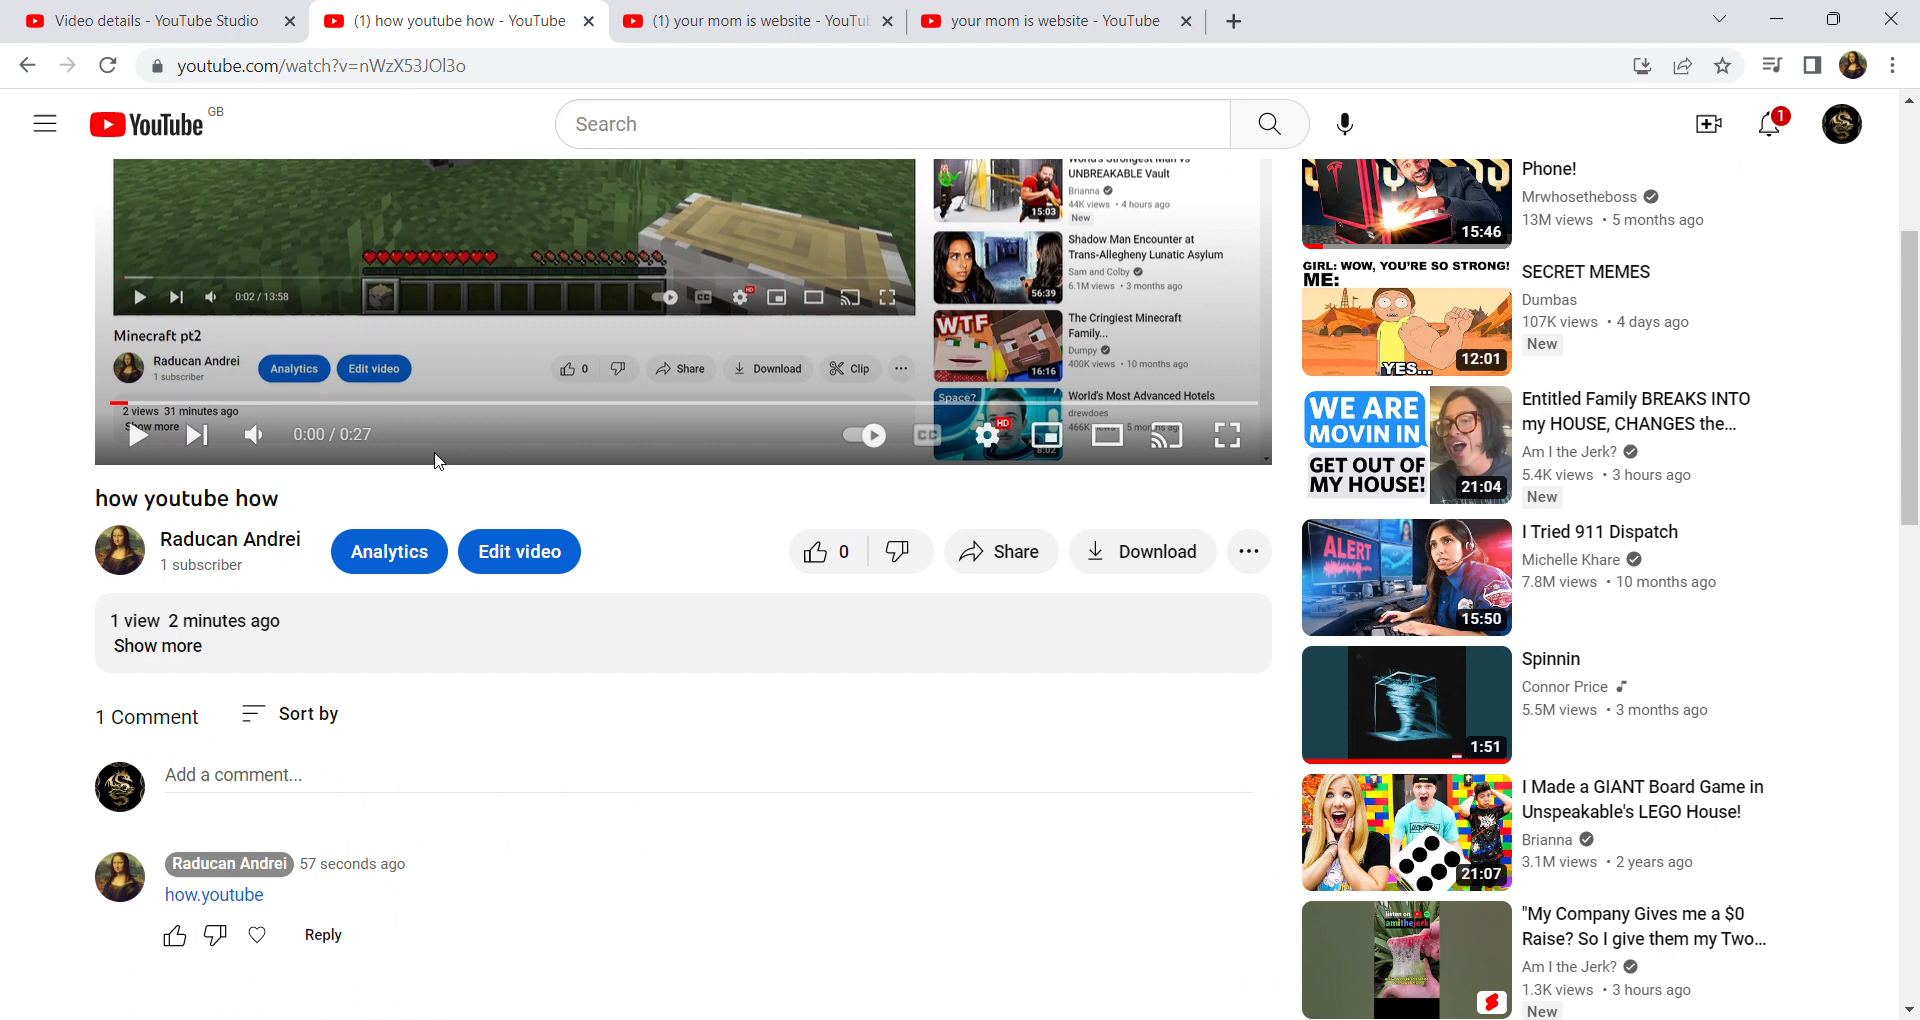 Video details - YouTube Studio
(1) how youtube how - YouTube
(1) your mom is website - YouTu
your mom is website - YouTube
youtube.com/watch?v=nWzX53JOl3o
YouTube GB
Search
1
UNBREAKABLE Vault
Brianna
44K views • 4 hours ago
New
15:03
Shadow Man Encounter at
Trans-Allegheny Lunatic Asylum
Sam and Colby
6.1M views • 3 months ago
56:39
0:02 / 13:58
CC
HD
WTF
The Cringiest Minecraft
Family...
Dumpy
400K views • 10 months ago
16:16
Minecraft pt2
Raducan Andrei
1 subscriber
Analytics
Edit video
0
Share
Download
Clip
Space?
World's Most Advanced Hotels
drewdoes
8:02
2 views 31 minutes ago
Show more
0:00 / 0:27
CC
HD
how youtube how
Raducan Andrei
1 subscriber
Analytics
Edit video
0
Share
Download
1 view 2 minutes ago
Show more
1 Comment
Sort by
Add a comment...
Raducan Andrei 57 seconds ago
how.youtube
Reply
Phone!
Mrwhosetheboss
13M views • 5 months ago
15:46
GIRL: WOW, YOU'RE SO STRONG!
ME:
YES...
12:01
SECRET MEMES
Dumbas
107K views • 4 days ago
New
WE ARE
MOVIN IN
GET OUT OF
MY HOUSE!
21:04
Entitled Family BREAKS INTO
my HOUSE, CHANGES the...
Am I the Jerk?
5.4K views • 3 hours ago
New
ALERT
15:50
I Tried 911 Dispatch
Michelle Khare
7.8M views • 10 months ago
1:51
Spinnin
Connor Price
5.5M views • 3 months ago
21:07
I Made a GIANT Board Game in
Unspeakable's LEGO House!
Brianna
3.1M views • 2 years ago
listen on
amithejerk
"My Company Gives me a $0
Raise? So I give them my Two...
Am I the Jerk?
1.3K views • 3 hours ago
New